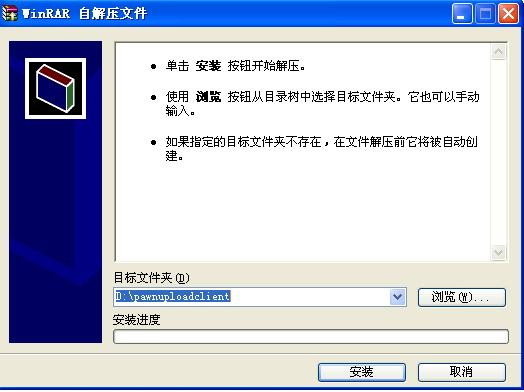 WinRAR 自解压文件
• 单击 安装 按钮开始解压。
• 使用 浏览 按钮从目录树中选择目标文件夹。它也可以手动
输入。
• 如果指定的目标文件夹不存在，在文件解压前它将被自动创
建。
目标文件夹(D)
D:\pawnuploadclient
浏览(W)...
安装进度
安装
取消